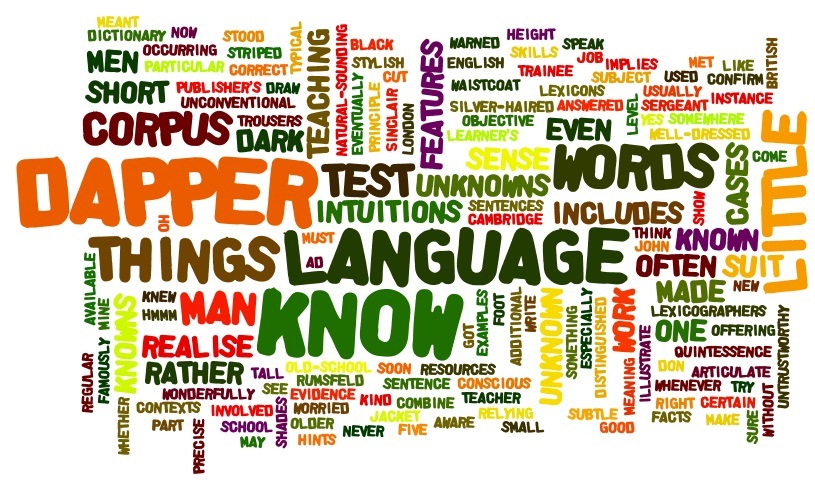 MEANT
DICTIONARY
NOW
STOOD
TYPICAL
TEACHING
NATURAL-SOUNDING
BLACK
WARNED
HEIGHT
SPEAK
SKILLS
MEN
OCCURRING
STRIPED
PARTICULAR
CORRECT
STYLISH
EVENTUALLY
PRINCIPLE
CUT
SINCLAIR
LONDON
FEATURES
ENGLISH
TRAINEE
JOB
IMPLIES
SUBJECT
MET
LIKE
USED
CONFIRM
BRITISH
SHORT
PUBLISHER'S
DRAW
UNCONVENTIONAL
WAISTCOAT
LEXICONS
USUALLY
SILVER-HAIRED
ANSWERED
LEVEL
SERGEANT
INSTANCE
CORPUS
TROUSERS
DARK
OBJECTIVE
LEARNER'S
EVEN
YES
SOMEWHERE
WELL-DRESSED
LITTLE
DAPPER
TEST
SENSE
UNKNOWNS
WORDS
CASES
COME
INTUITIONS
SENTENCES
CAMBRIDGE
INCLUDES
SHOW
OH
THINGS
MUST
AD
LANGUAGE
THINK
JOHN
KNOWN
OFTEN
SUIT
AVAILABLE
MINE
FAMOUSLY
REGULAR
KNOWNS
KNEW
HMMM
MAN
KNOW
GOT
EXAMPLES
FOOT
ADDITIONAL
WRITE
UNKNOWN
SOMETHING
ESPECIALLY
DISTINGUISHED
WORK
MADE
NEW
LEXICOGRAPHERS
ONE
OFFERING
UNTRUSTWORTHY
REALISE
QUINTESSENCE
RATHER
TALL
OLD-SCHOOL
SOON
RESOURCES
ILLUSTRATE
MEANING
DON
ARTICULATE
WHENEVER
TRY
WONDERFULLY
SEE
RUMSFELD
SENTENCE
CONSCIOUS
EVIDENCE
KIND
COMBINE
TEACHER
RIGHT
CERTAIN
WITHOUT
WHETHER
CONTEXTS
INVOLVED
SHADES
WORRIED
JACKET
RELYING
SUBTLE
FACTS
MAKE
SURE
PART
PRECISE
SCHOOL
OLDER
AWARE
SMALL
GOOD
MAY
HINTS
NEVER
FIVE